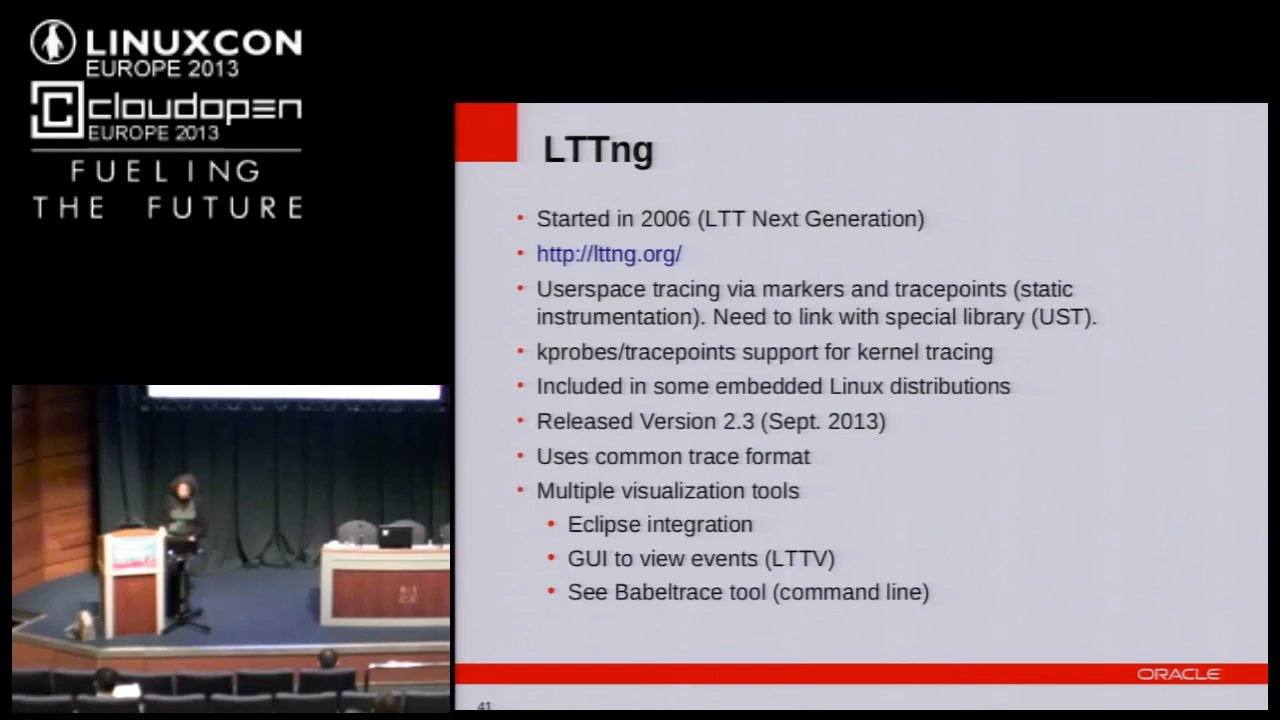 LINUXCON
EUROPE 2013
cloudopen
EUROPE 2013
FUELING
THE FUTURE
LTTng
• Started in 2006 (LTT Next Generation)
• http://lttng.org/
• Userspace tracing via markers and tracepoints (static
instrumentation). Need to link with special library (UST).
• kprobes/tracepoints support for kernel tracing
• Included in some embedded Linux distributions
• Released Version 2.3 (Sept. 2013)
• Uses common trace format
• Multiple visualization tools
• Eclipse integration
• GUI to view events (LTTV)
• See Babeltrace tool (command line)
ORACLE
41